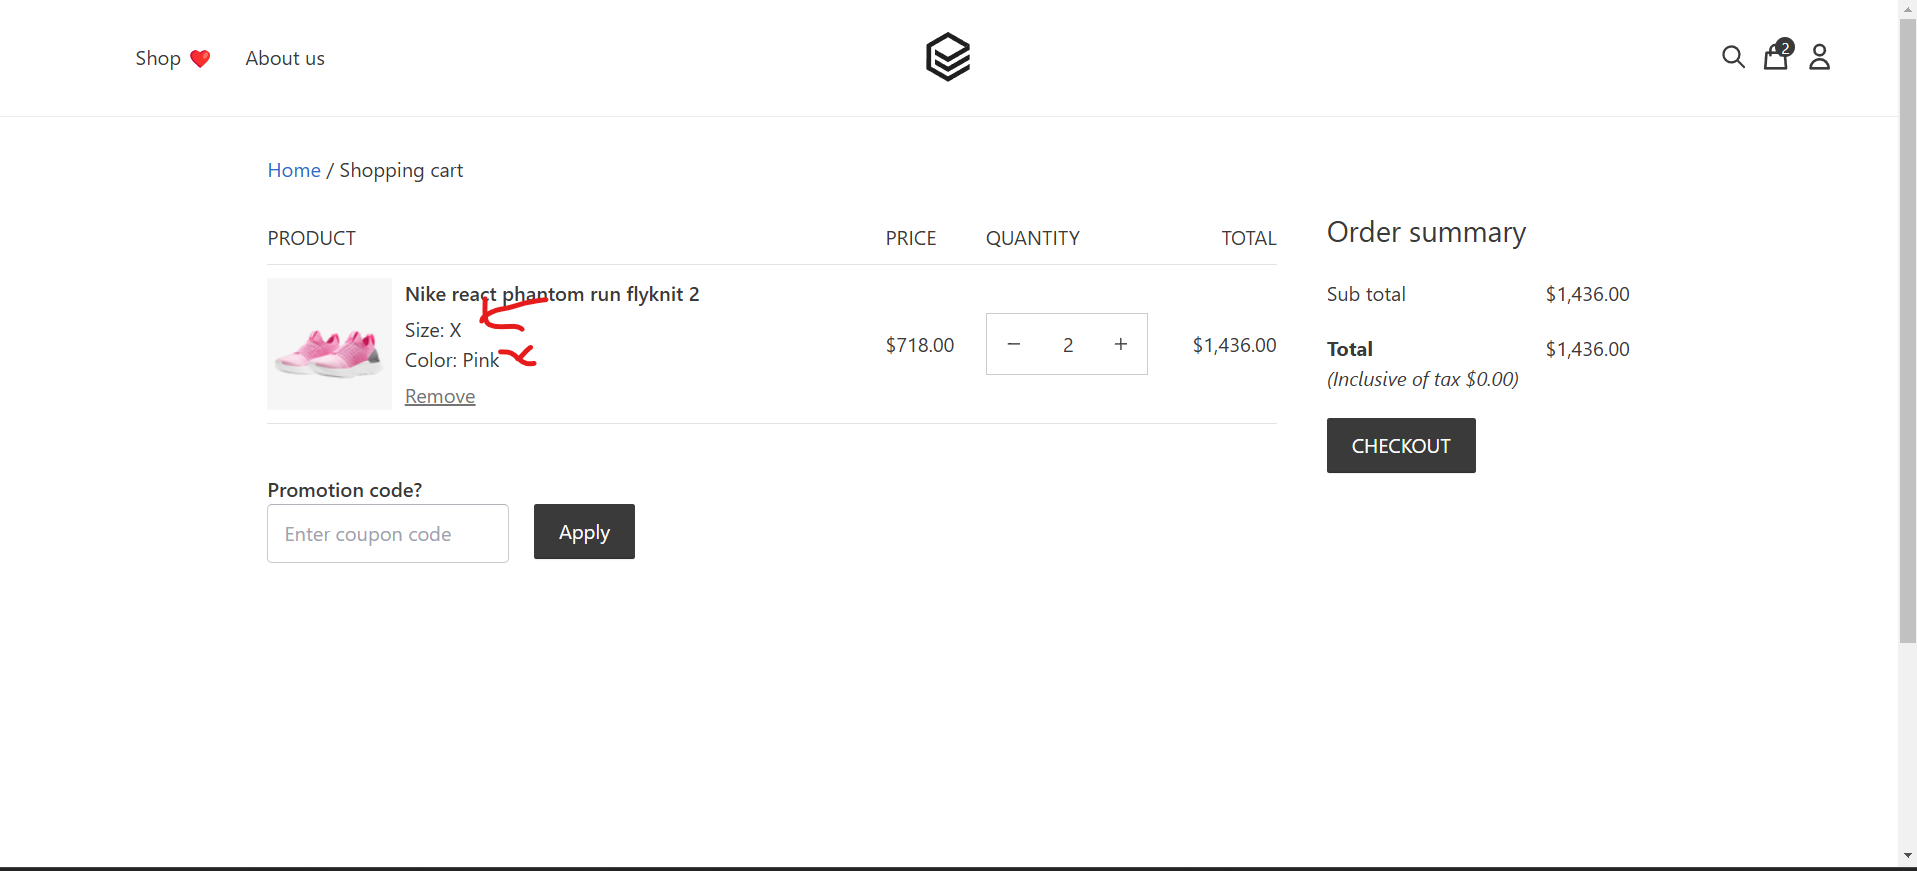 Shop ❤️ About us
2
Home / Shopping cart
PRODUCT PRICE QUANTITY TOTAL
Nike react phantom run flyknit 2
Size: X
Color: Pink
Remove
$718.00
− 2 +
$1,436.00
Promotion code?
Enter coupon code
Apply
Order summary
Sub total $1,436.00
Total $1,436.00
(Inclusive of tax $0.00)
CHECKOUT